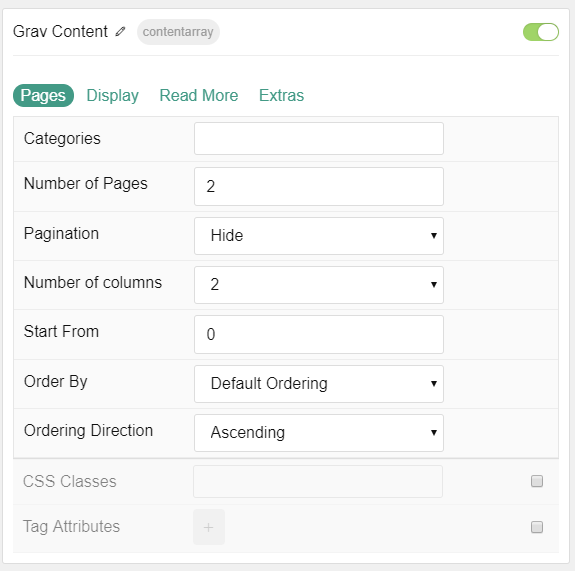 Grav Content contentarray
Pages Display Read More Extras
Categories
Number of Pages 2
Pagination Hide
Number of columns 2
Start From 0
Order By Default Ordering
Ordering Direction Ascending
CSS Classes
Tag Attributes +